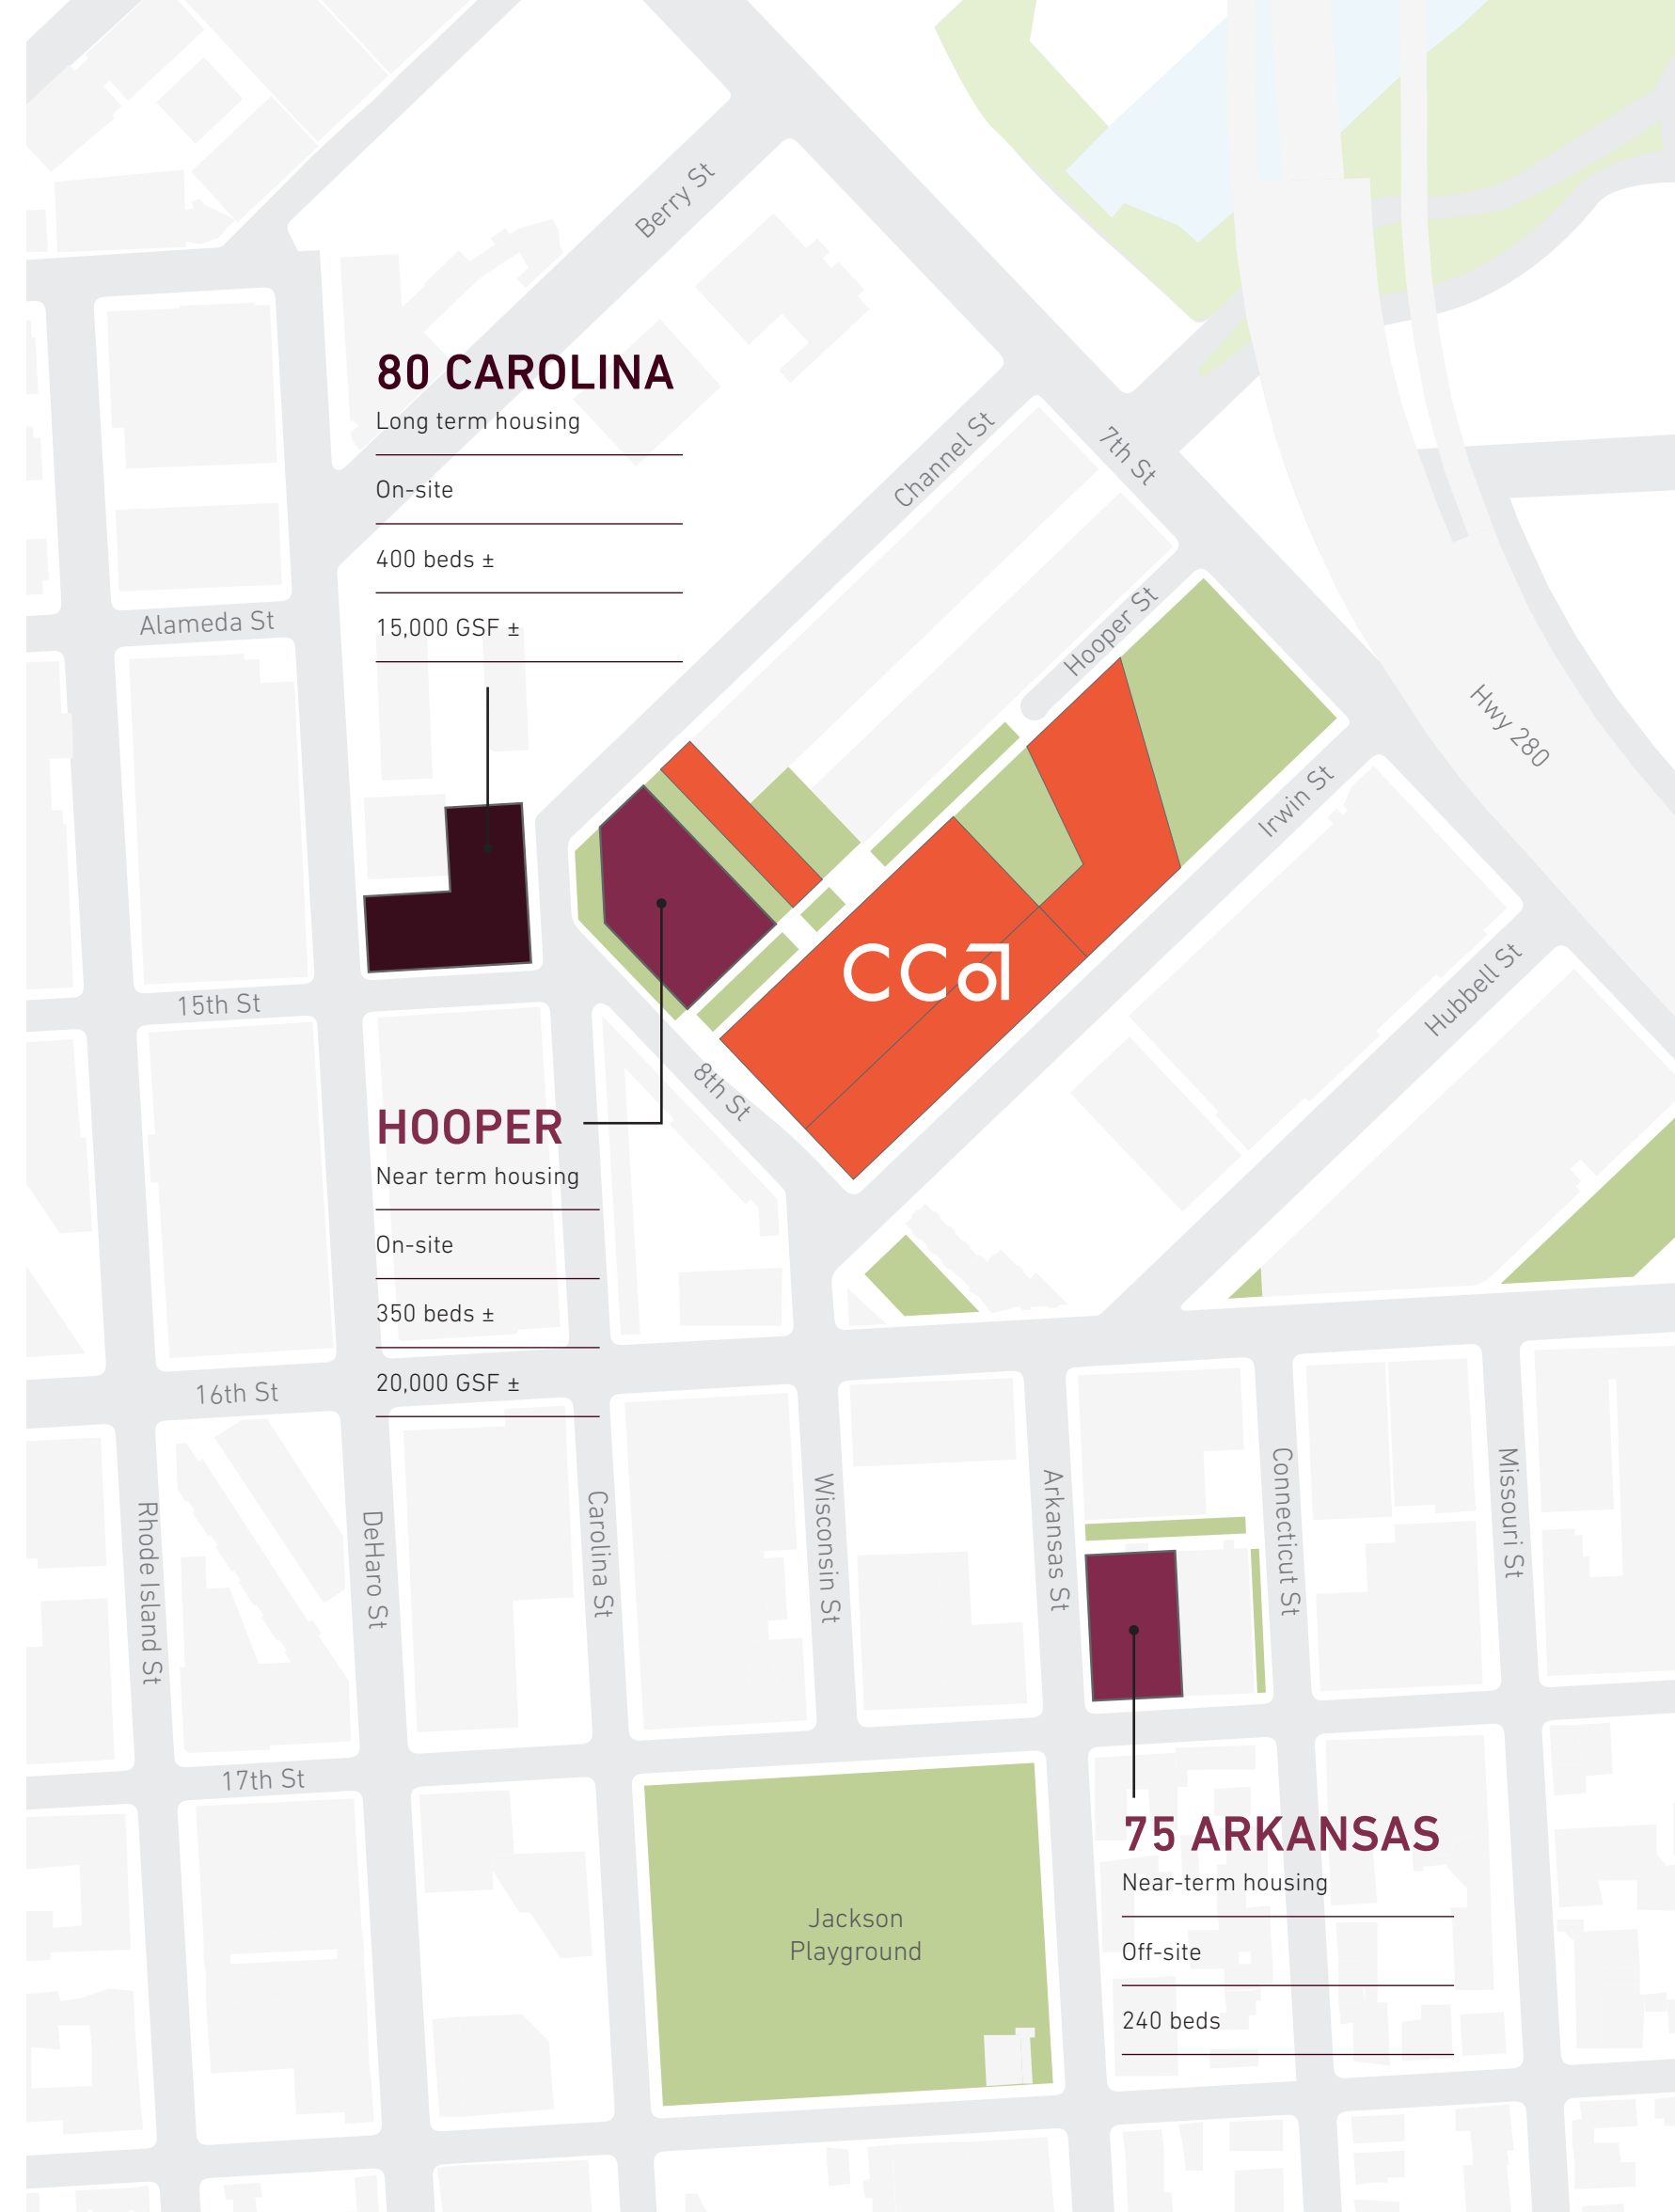 Berry St
80 CAROLINA
Long term housing
On-site
400 beds ±
15,000 GSF ±
Channel St
7th St
Alameda St
Hooper St
Hwy 280
Irwin St
cca
Hubbell St
15th St
8th St
HOOPER
Near term housing
On-site
350 beds ±
20,000 GSF ±
16th St
Rhode Island St
DeHaro St
Carolina St
Wisconsin St
Arkansas St
Connecticut St
Missouri St
17th St
75 ARKANSAS
Near-term housing
Off-site
240 beds
Jackson
Playground